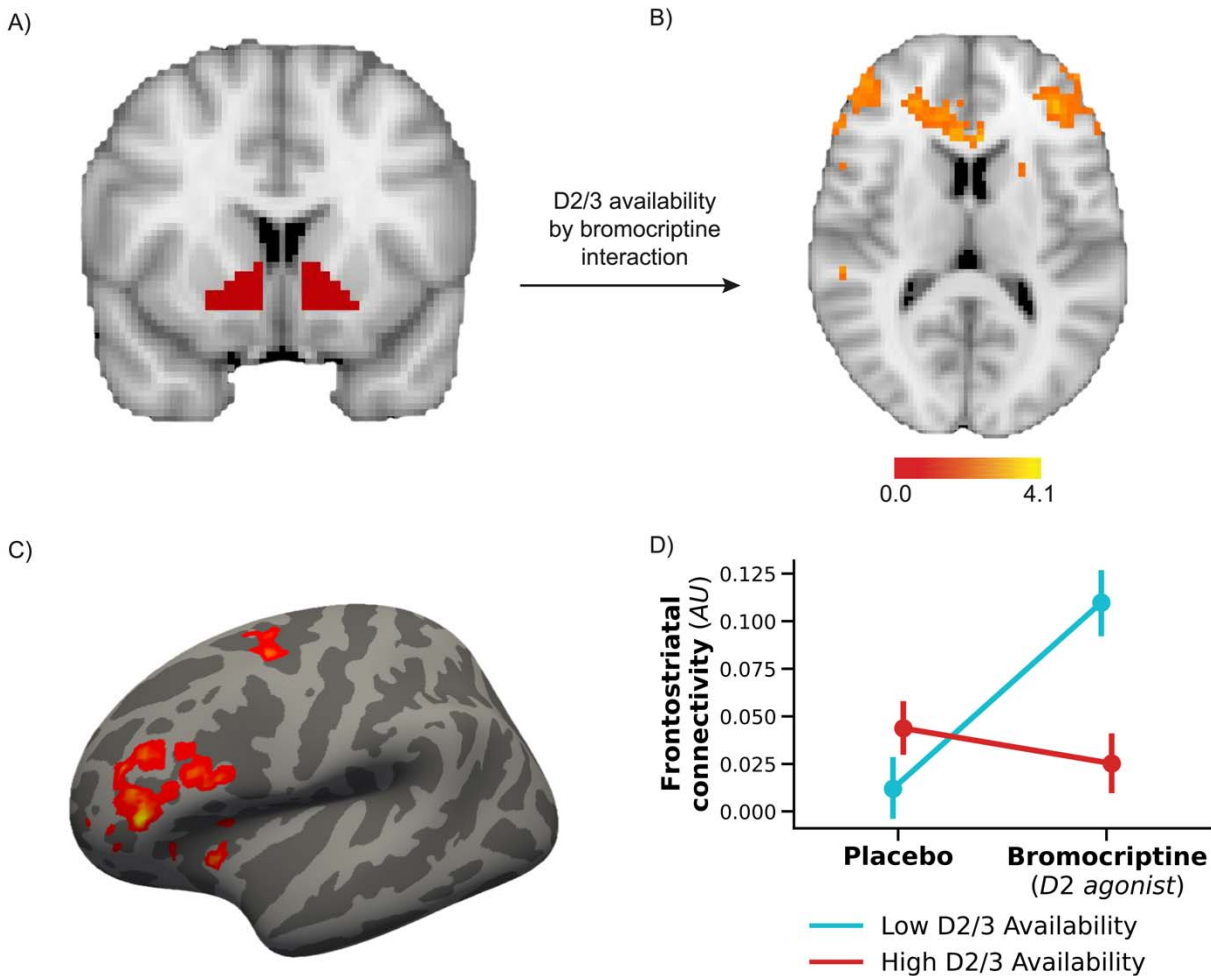 A)
B)
D2/3 availability
by bromocriptine
interaction
0.0
4.1
C)
D)
Frontostriatal
connectivity (AU)
0.125
0.100
0.075
0.050
0.025
0.000
Placebo
Bromocriptine
(D2 agonist)
Low D2/3 Availability
High D2/3 Availability